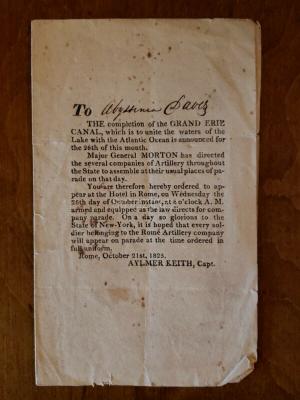 To Abyssinia Davis
THE completion of the GRAND ERIE
CANAL, which is to unite the waters of the
Lake with the Atlantic Ocean is announced for
the 26th of this month.
Major General MORTON has directed
the several companies of Artillery throughout
the State to assemble at their usual places of pa-
rade on that day.
You are therefore hereby ordered to ap-
pear at the Hotel in Rome, on Wednesday the
26th day of October instant, at o'clock A. M.
armed and equipped as the law directs for com-
pany parade. On a day so glorious to the
State of New-York, it is hoped that every sol-
dier belonging to the Rome Artillery company
will appear on parade at the time ordered in
full uniform.
Rome, October 21st, 1825.
AYLMER KEITH, Capt.